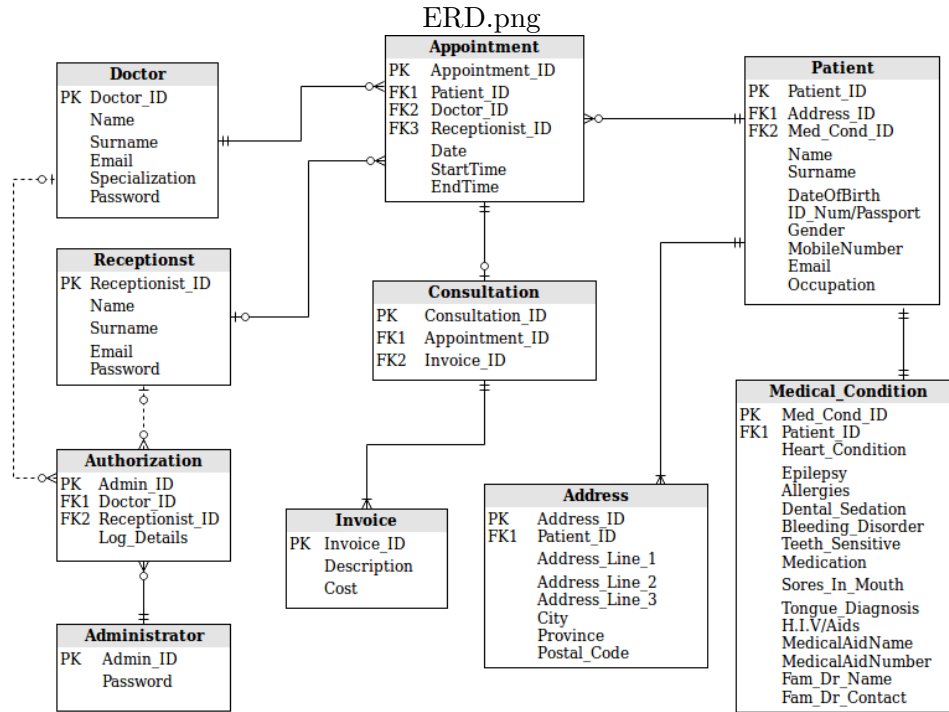 ERD.png
Appointment
PK Appointment_ID
FK1 Patient_ID
FK2 Doctor_ID
FK3 Receptionist_ID
Date
StartTime
EndTime
Doctor
PK Doctor_ID
Name
Surname
Email
Specialization
Password
Patient
PK Patient_ID
FK1 Address_ID
FK2 Med_Cond_ID
Name
Surname
DateOfBirth
ID_Num/Passport
Gender
MobileNumber
Email
Occupation
Receptionst
PK Receptionist_ID
Name
Surname
Email
Password
Consultation
PK Consultation_ID
FK1 Appointment_ID
FK2 Invoice_ID
Medical_Condition
PK Med_Cond_ID
FK1 Patient_ID
Heart_Condition
Epilepsy
Allergies
Dental_Sedation
Bleeding_Disorder
Teeth_Sensitive
Medication
Sores_In_Mouth
Tongue_Diagnosis
H.I.V/Aids
MedicalAidName
MedicalAidNumber
Fam_Dr_Name
Fam_Dr_Contact
Authorization
PK Admin_ID
FK1 Doctor_ID
FK2 Receptionist_ID
Log_Details
Invoice
PK Invoice_ID
Description
Cost
Address
PK Address_ID
FK1 Patient_ID
Address_Line_1
Address_Line_2
Address_Line_3
City
Province
Postal_Code
Administrator
PK Admin_ID
Password